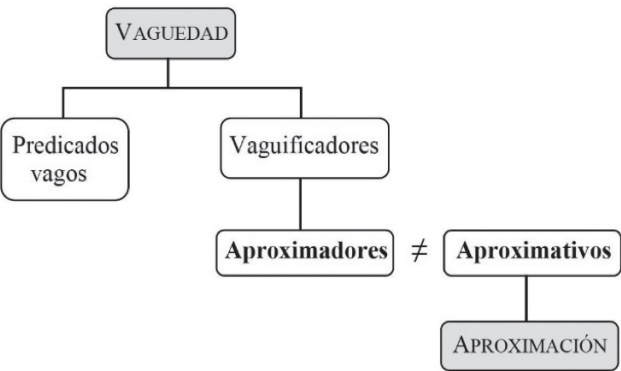 VAGUEDAD
Predicados
vagos
Vaguificadores
Aproximadores ≠ Aproximativos
APROXIMACIÓN